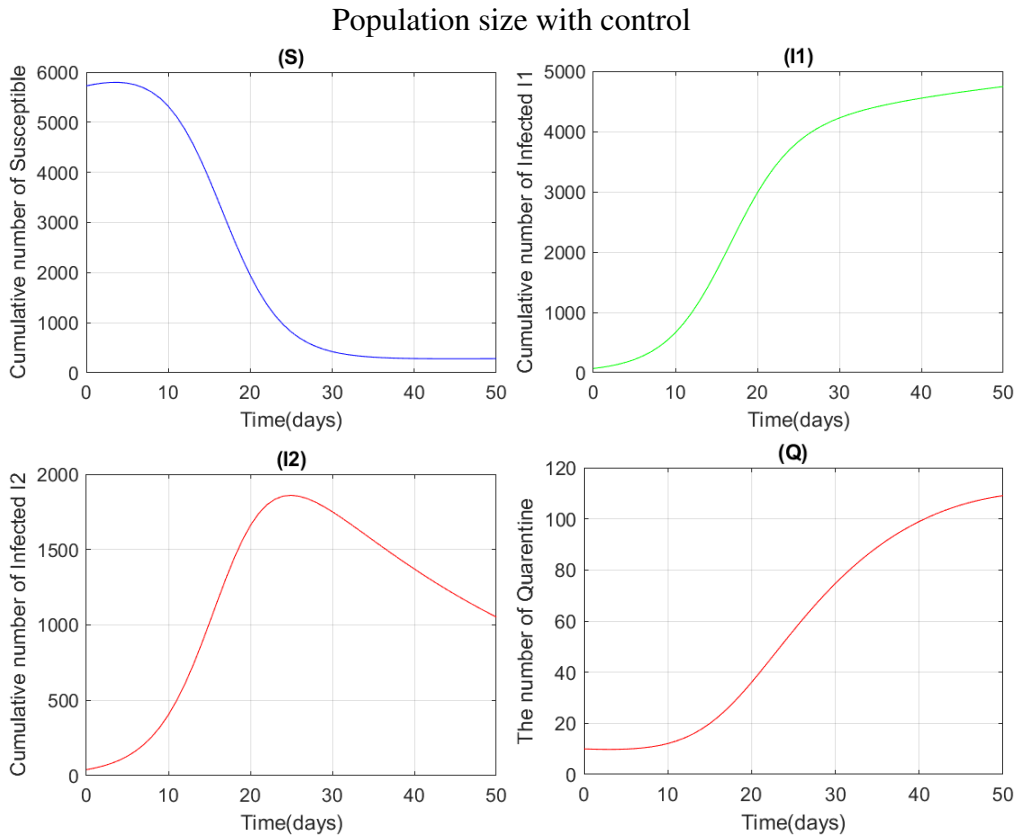 Population size with control
(S)
Cumulative number of Susceptible
6000
5000
4000
3000
2000
1000
0
0 10 20 30 40 50
Time(days)
(I1)
Cumulative number of Infected I1
5000
4000
3000
2000
1000
0
0 10 20 30 40 50
Time(days)
(I2)
Cumulative number of Infected I2
2000
1500
1000
500
0
0 10 20 30 40 50
Time(days)
(Q)
The number of Quarentine
120
100
80
60
40
20
0
0 10 20 30 40 50
Time(days)